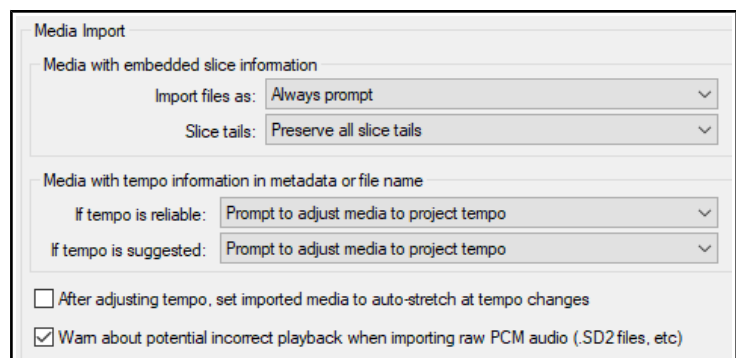 Media Import
Media with embedded slice information
Import files as: Always prompt
Slice tails: Preserve all slice tails
Media with tempo information in metadata or file name
If tempo is reliable: Prompt to adjust media to project tempo
If tempo is suggested: Prompt to adjust media to project tempo
After adjusting tempo, set imported media to auto-stretch at tempo changes
Warn about potential incorrect playback when importing raw PCM audio (.SD2 files, etc)